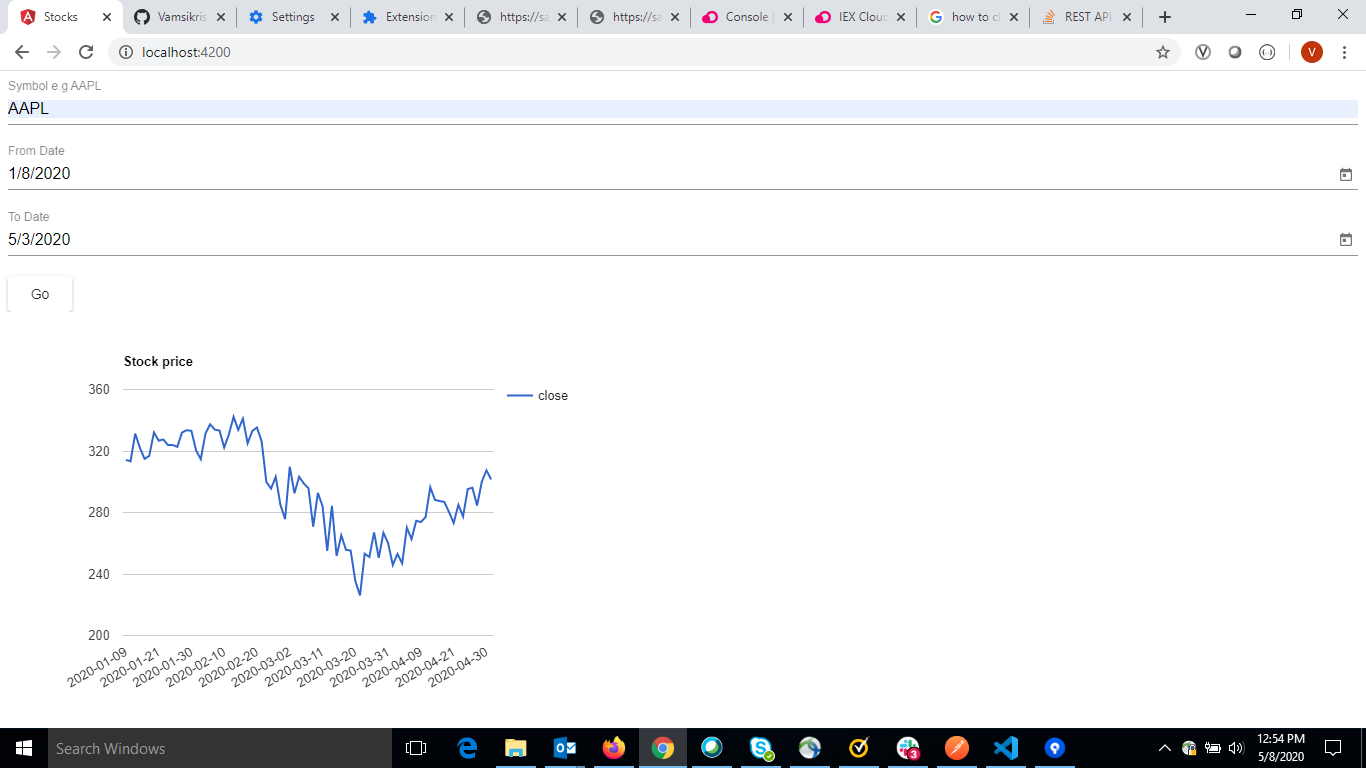 Stocks
Vamsikris
Settings
Extension
https://sa
https://sa
Console
IEX Cloud
how to cl
REST API
localhost:4200
V
Symbol e.g AAPL
AAPL
From Date
1/8/2020
To Date
5/3/2020
Go
Stock price
360
close
320
280
240
200
2020-01-09
2020-01-21
2020-01-30
2020-02-10
2020-02-20
2020-03-02
2020-03-11
2020-03-20
2020-03-31
2020-04-09
2020-04-21
2020-04-30
Search Windows
3
12:54 PM
5/8/2020